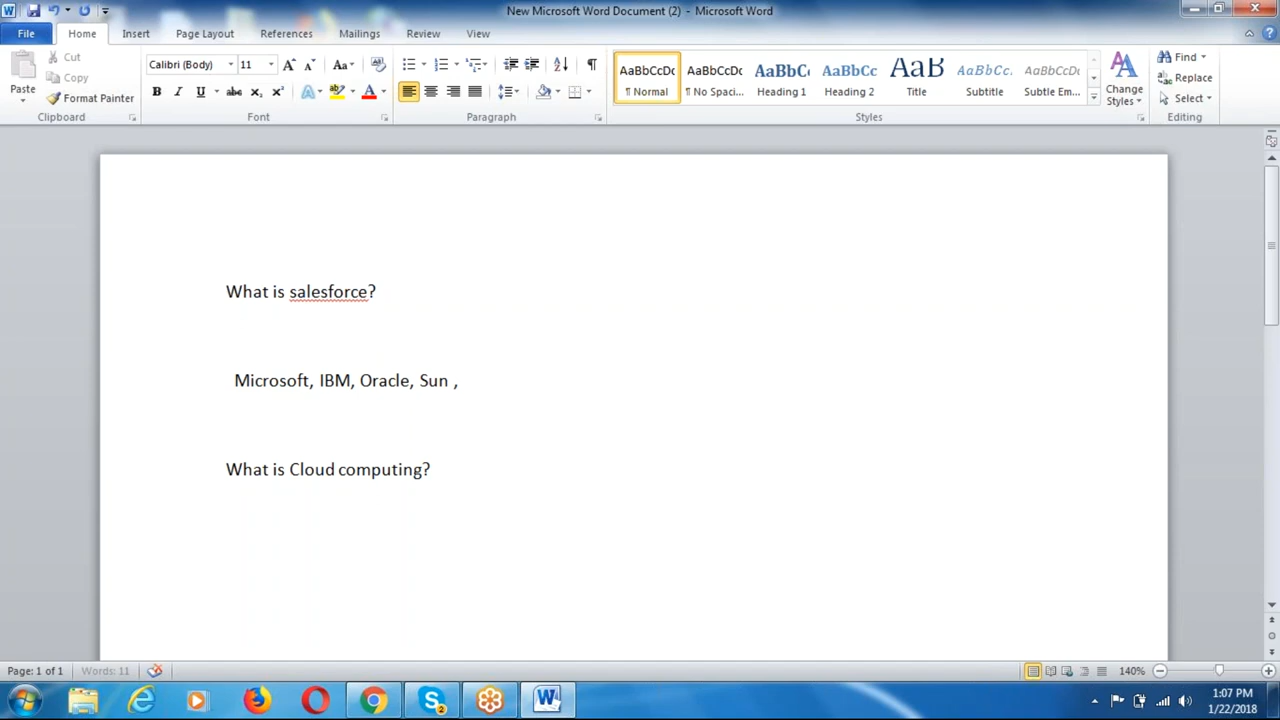 New Microsoft Word Document (2) - Microsoft Word
File Home Insert Page Layout References Mailings Review View
Paste
Cut
Copy
Format Painter
Clipboard
Calibri (Body) 11
Font
Paragraph
AaBbCcDc AaBbCcDc AaBbC AaBbCc AaB AaBbCc. AaBbCcDc
¶ Normal ¶ No Spaci... Heading 1 Heading 2 Title Subtitle Subtle Em...
Change Styles
Styles
Find
Replace
Select
Editing
What is salesforce?
Microsoft, IBM, Oracle, Sun ,
What is Cloud computing?
Page: 1 of 1 Words: 11 140%
1:07 PM
1/22/2018